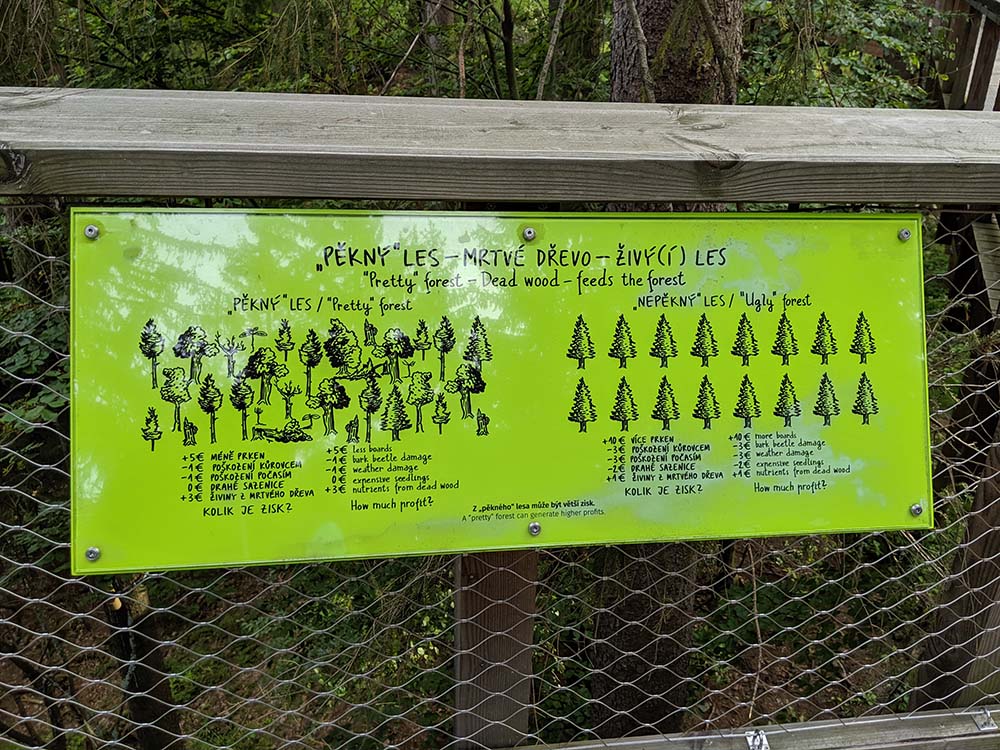 „PĚKNÝ“ LES – MRTVÉ DŘEVO – ŽIVÝ(Í) LES
"Pretty" forest – Dead wood – feeds the forest
„PĚKNÝ“ LES / "Pretty" forest
+5€ MÉNĚ PRKEN
-1€ POŠKOZENÍ KŮROVCEM
-1€ POŠKOZENÍ POČASÍM
0€ DRAHÉ SAZENICE
+3€ ŽIVINY Z MRTVÉHO DŘEVA
KOLIK JE ZISK?
+5€ less boards
-1€ bark beetle damage
-1€ weather damage
0€ expensive seedlings
+3€ nutrients from dead wood
How much profit?
„NEPĚKNÝ“ LES / "Ugly" forest
+10€ VÍCE PRKEN
-3€ POŠKOZENÍ KŮROVCEM
-3€ POŠKOZENÍ POČASÍM
-2€ DRAHÉ SAZENICE
+1€ ŽIVINY Z MRTVÉHO DŘEVA
KOLIK JE ZISK?
+10€ more boards
-3€ bark beetle damage
-3€ weather damage
-2€ expensive seedlings
+1€ nutrients from dead wood
How much profit?
Z „pěkného“ lesa může být větší zisk.
A "pretty" forest can generate higher profits.